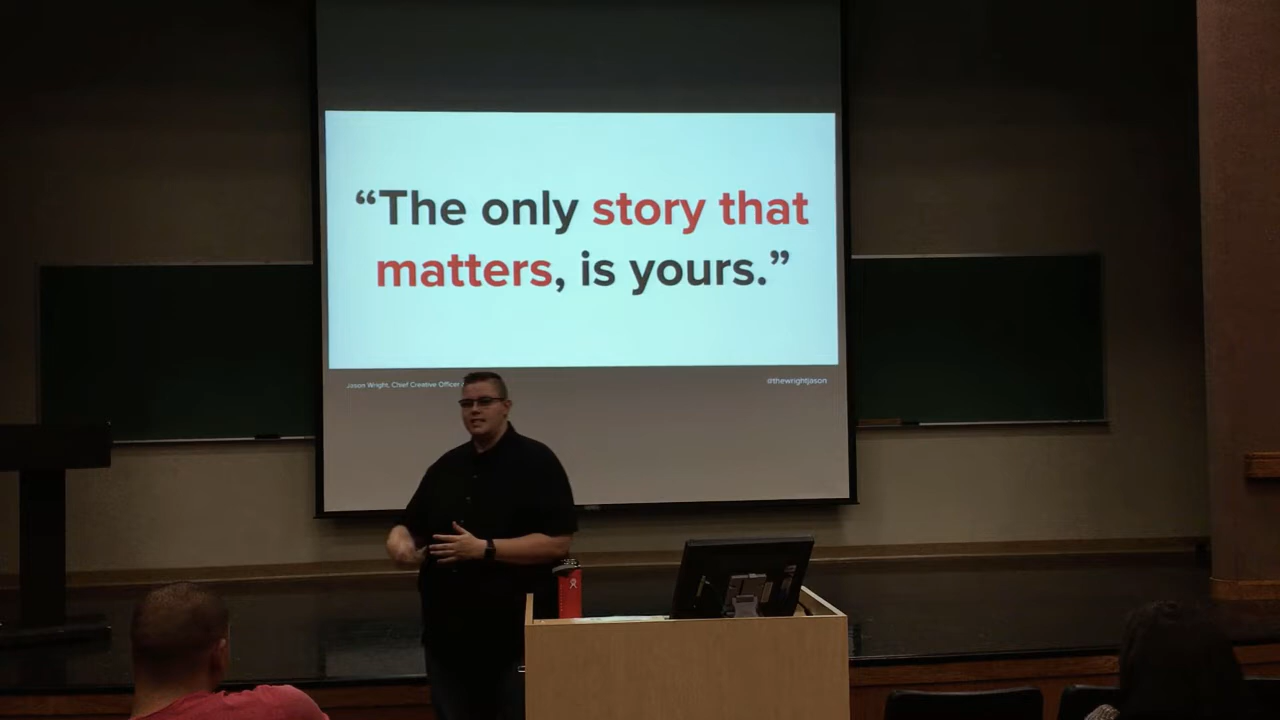 “The only story that
matters, is yours.”
Jason Wright, Chief Creative Officer
@thewrightjason